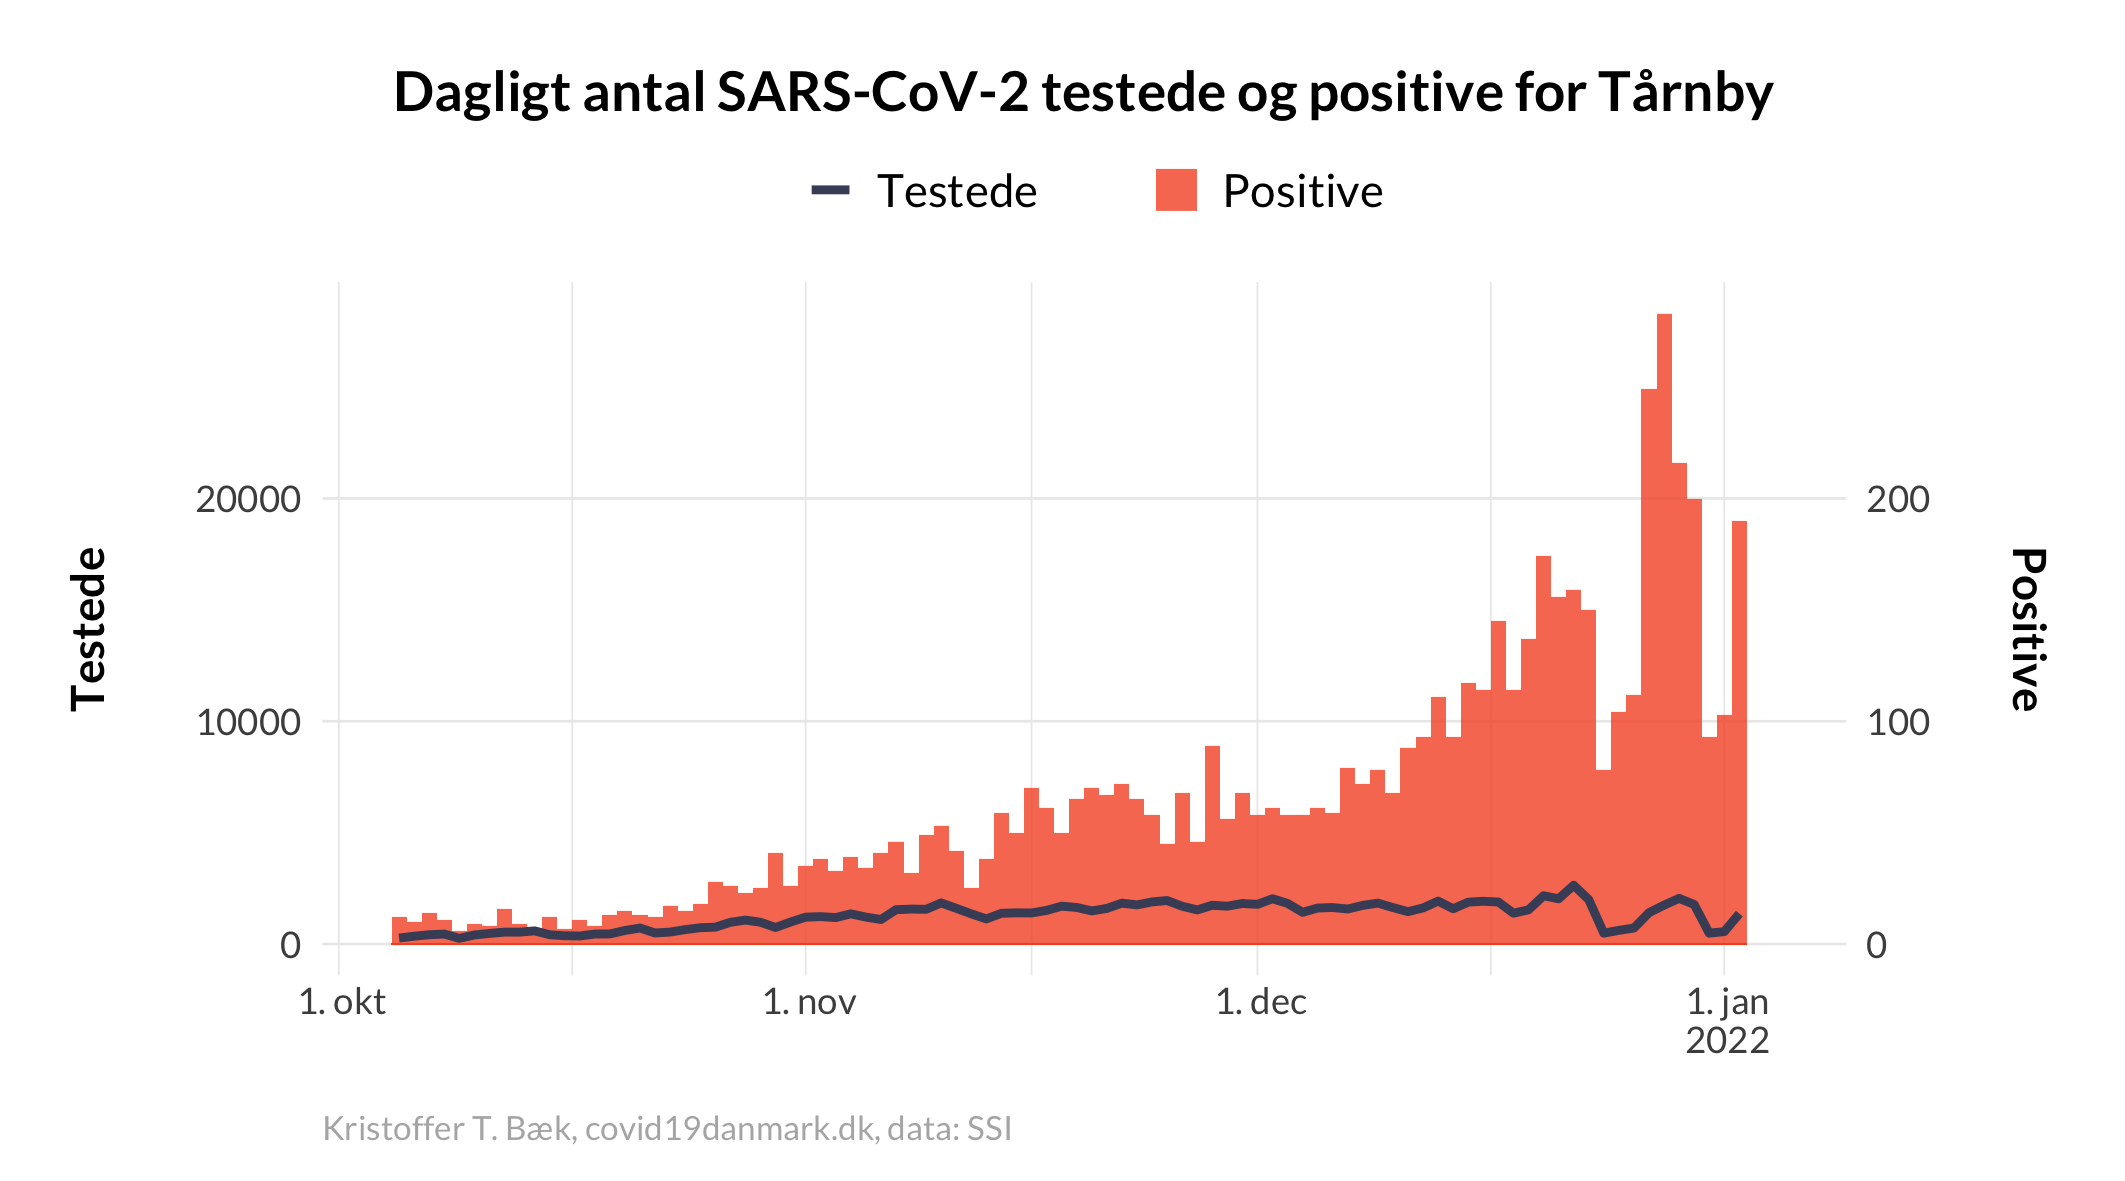 Dagligt antal SARS-CoV-2 testede og positive for Tårnby
Testede
Positive
Testede
20000
10000
0
200
100
0
Positive
1. okt
1. nov
1. dec
1. jan
2022
Kristoffer T. Bæk, covid19danmark.dk, data: SSI